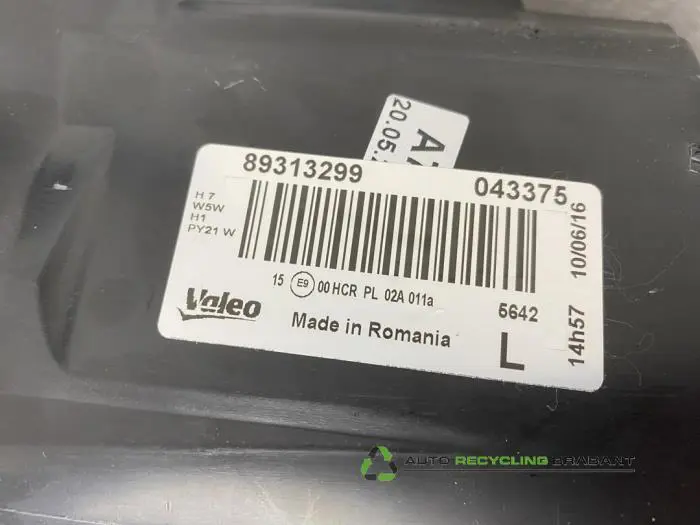 20.05.
89313299 043375
H 7
W5W
H1
PY21 W
15 E9 00 HCR PL 02A 011a
5642
Valeo
Made in Romania
L
14h57 10/06/16
AUTO RECYCLING BRABANT